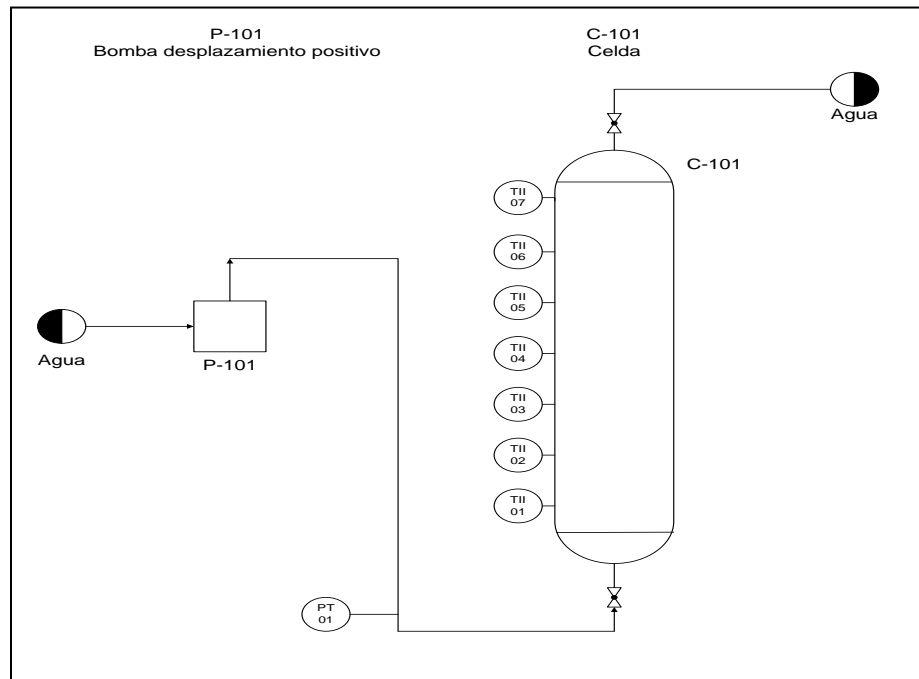 P-101
Bomba desplazamiento positivo
C-101
Celda
Agua
C-101
TII
07
TII
06
TII
05
Agua
P-101
TII
04
TII
03
TII
02
TII
01
PT
01